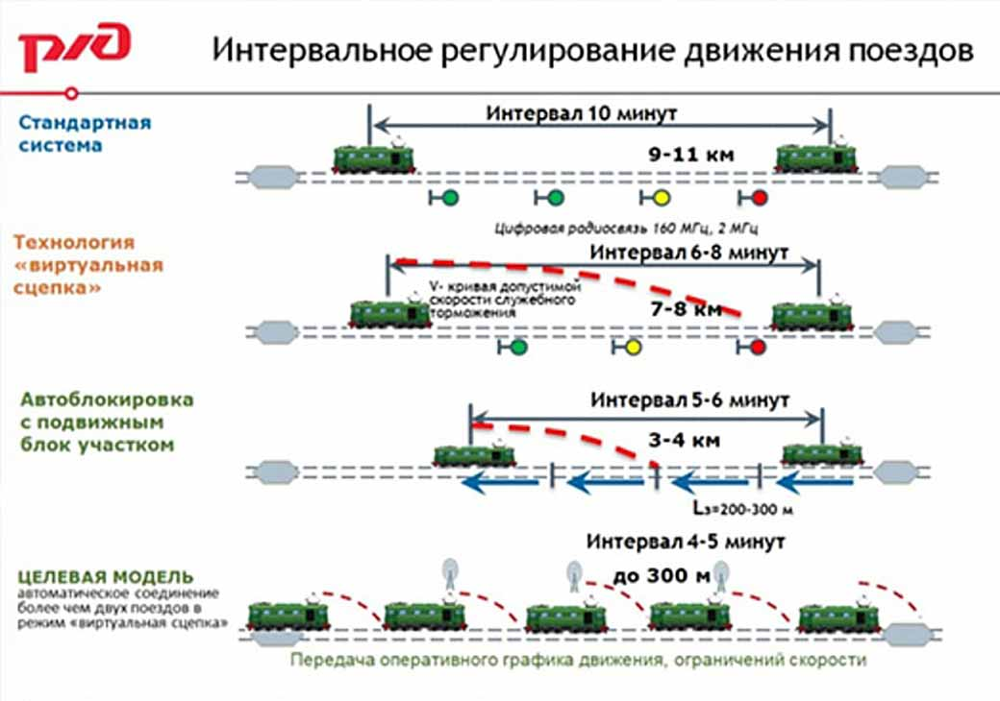 РЖД
Интервальное регулирование движения поездов
Стандартная
система
Интервал 10 минут
9-11 км
Цифровая радиосвязь 160 МГц, 2 МГц
Технология
«виртуальная
сцепка»
Интервал 6-8 минут
V- кривая допустимой
скорости служебного
торможения
7-8 км
Автоблокировка
с подвижным
блок участком
Интервал 5-6 минут
3-4 км
Lз=200-300 м
Интервал 4-5 минут
до 300 м
ЦЕЛЕВАЯ МОДЕЛЬ
автоматическое соединение
более чем двух поездов в
режим «виртуальная сцепка»
Передача оперативного графика движения, ограничений скорости